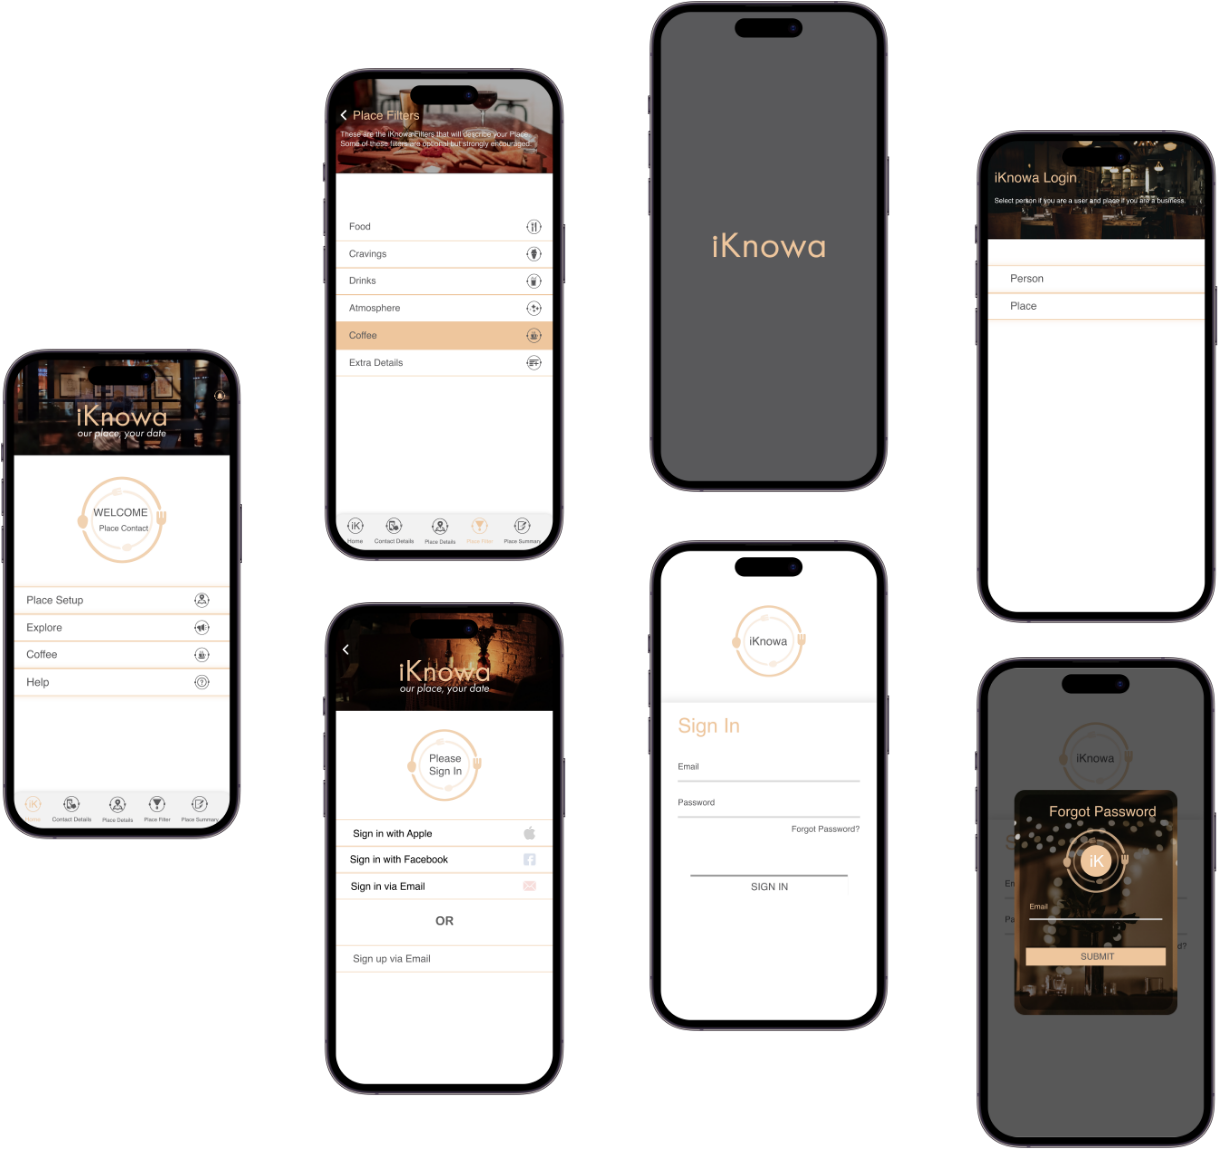 iKnowa
our place, your date
WELCOME
Place Contact
Place Setup
Explore
Coffee
Help
iK
Home
Contact Details
Place Details
Place Filter
Place Summary
Place Filters
These are the iKnowa Filters that will describe your Place.
Some of these filters are optional but strongly encouraged.
Food
Cravings
Drinks
Atmosphere
Coffee
Extra Details
iK
Home
Contact Details
Place Details
Place Filter
Place Summary
iKnowa
our place, your date
Please
Sign In
Sign in with Apple
Sign in with Facebook
Sign in via Email
OR
Sign up via Email
iKnowa
iKnowa
Sign In
Email
Password
Forgot Password?
SIGN IN
iKnowa Login
Select person if you are a user and place if you are a business.
Person
Place
iKnowa
Forgot Password
iK
Email
SUBMIT
S
Em
Pa
d?